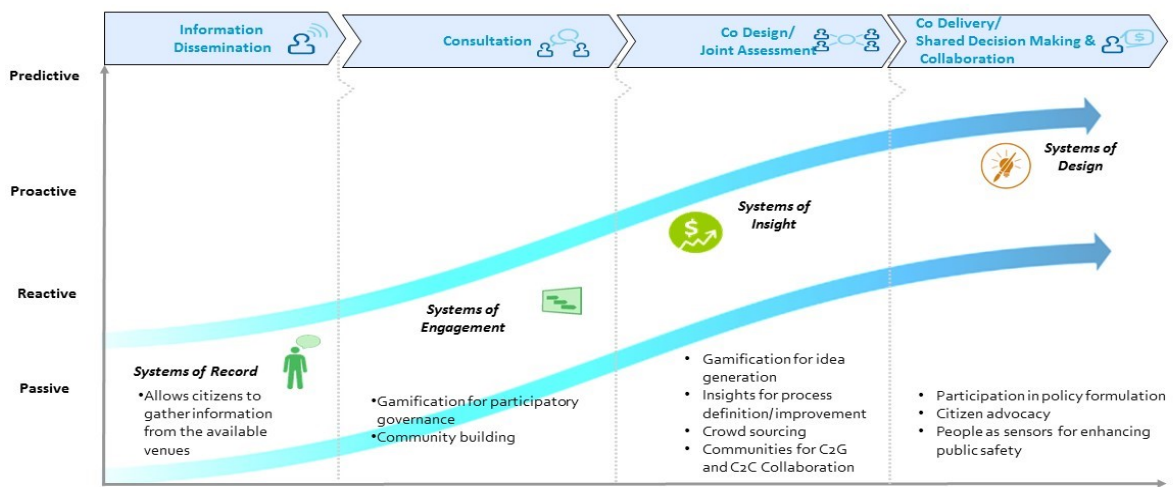 Information
Dissemination
Consultation
Co Design/
Joint Assessment
Co Delivery/
Shared Decision Making &
Collaboration
Predictive
Proactive
Reactive
Passive
Systems of Record
•Allows citizens to
gather information
from the available
venues
Systems of
Engagement
•Gamification for participatory
governance
•Community building
Systems of
Insight
$
• Gamification for idea
generation
• Insights for process
definition/improvement
• Crowd sourcing
• Communities for C2G
and C2C Collaboration
Systems of
Design
$
• Participation in policy formulation
• Citizen advocacy
• People as sensors for enhancing
public safety